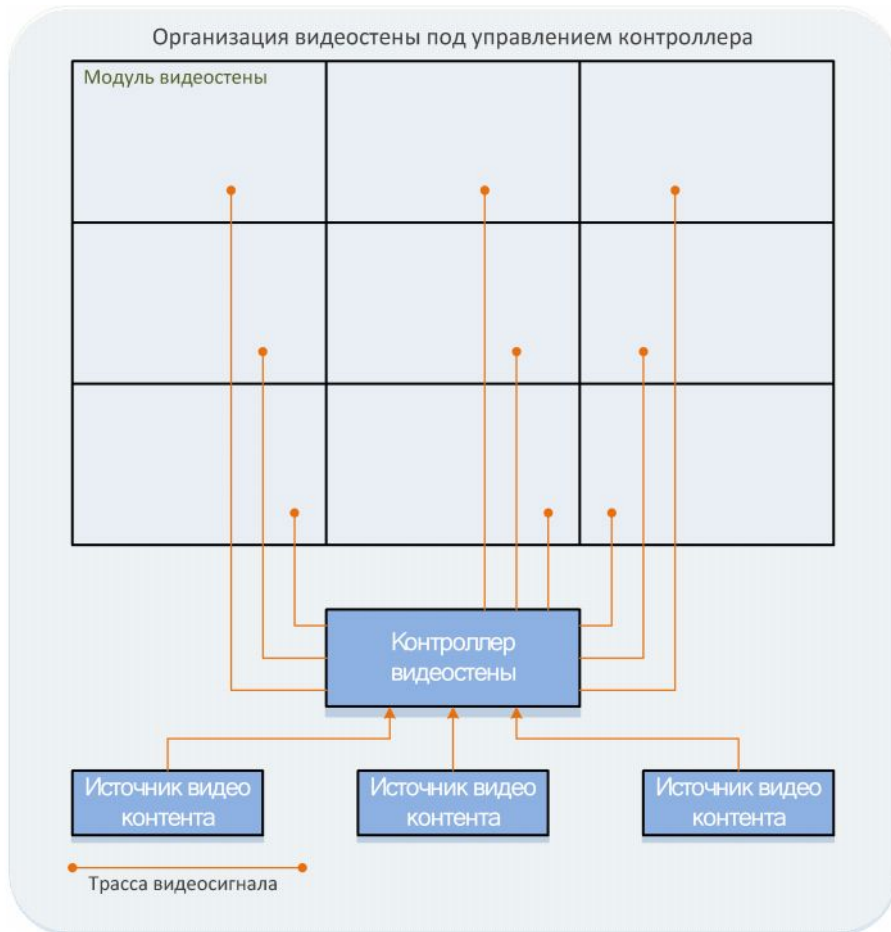 Организация видеостены под управлением контроллера
Модуль видеостены
Контроллер
видеостены
Источник видео
контента
Источник видео
контента
Источник видео
контента
Трасса видеосигнала